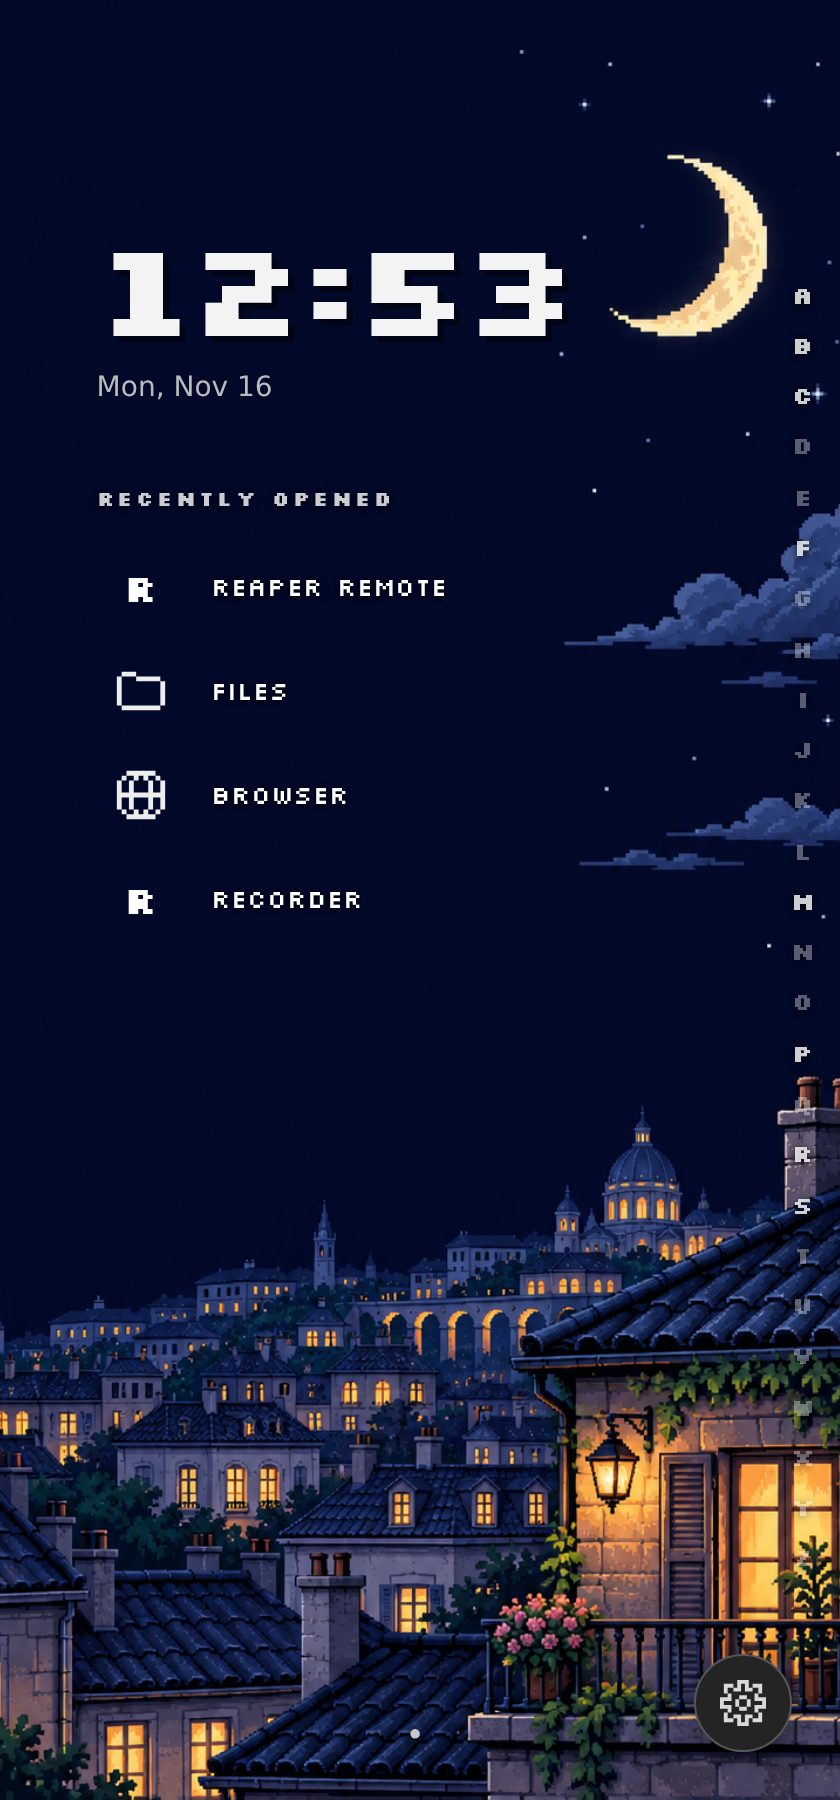 12:53
Mon, Nov 16
RECENTLY OPENED
R REAPER REMOTE
FILES
BROWSER
R RECORDER
A
B
C
D
E
F
G
H
I
J
K
L
M
N
O
P
Q
R
S
T
U
V
W
X
Y